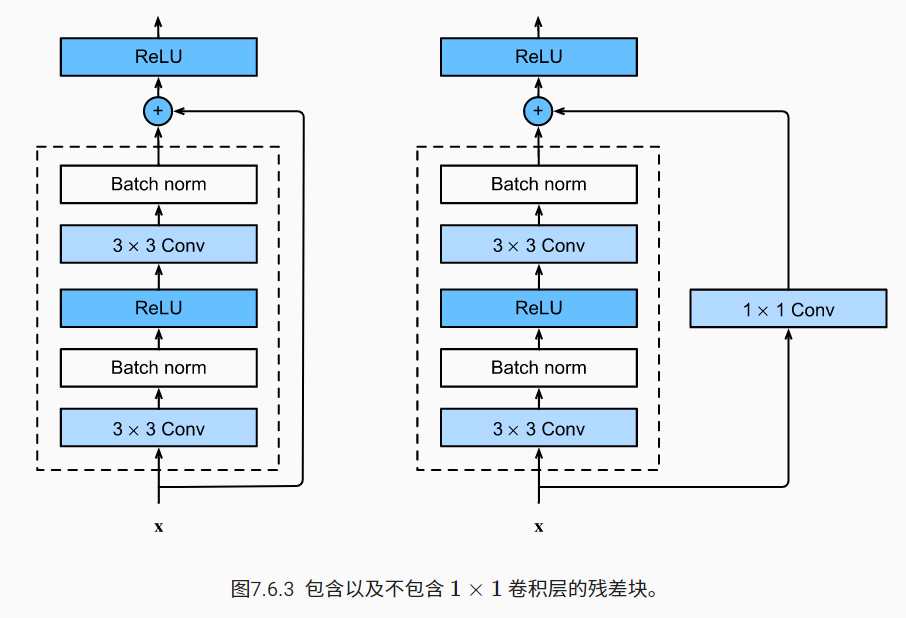 ReLU
+
Batch norm
3 × 3 Conv
ReLU
Batch norm
3 × 3 Conv
x
ReLU
+
Batch norm
3 × 3 Conv
ReLU
1 × 1 Conv
Batch norm
3 × 3 Conv
x
图7.6.3 包含以及不包含 1 × 1 卷积层的残差块。